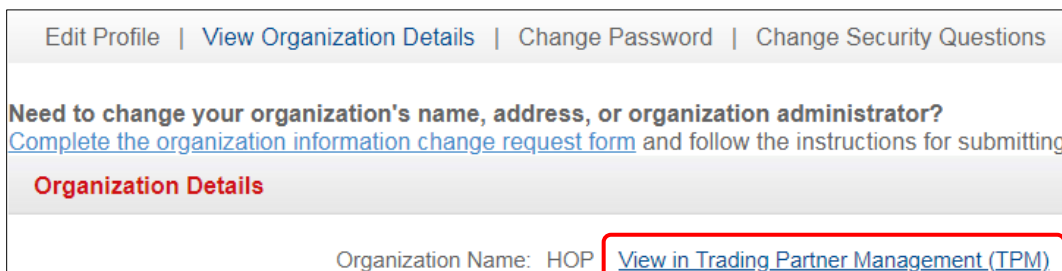 Edit Profile | View Organization Details | Change Password | Change Security Questions
Need to change your organization's name, address, or organization administrator?
Complete the organization information change request form and follow the instructions for submitting
Organization Details
Organization Name: HOP View in Trading Partner Management (TPM)